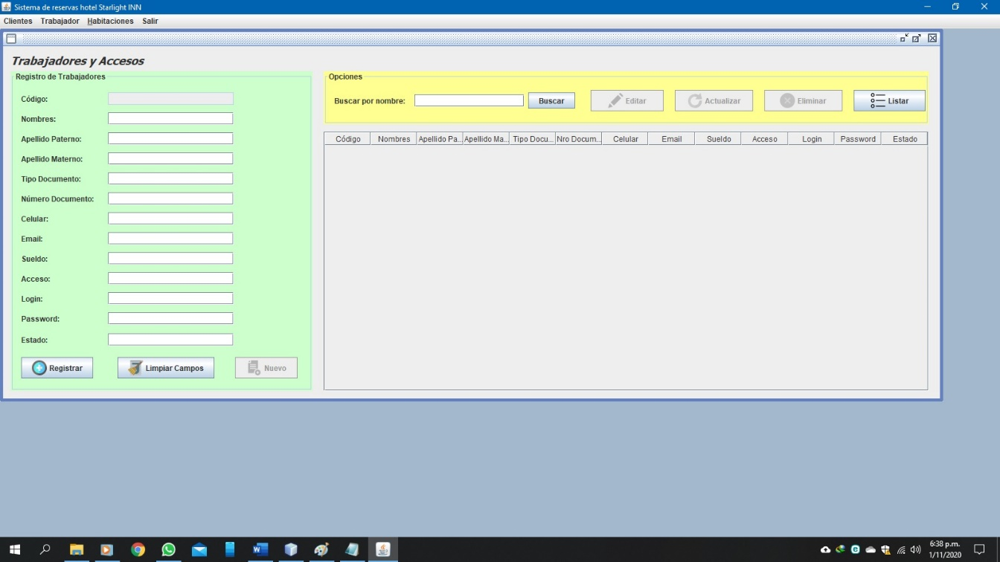 Sistema de reservas hotel Starlight INN
Clientes Trabajador Habitaciones Salir
Trabajadores y Accesos
Registro de Trabajadores
Código:
Nombres:
Apellido Paterno:
Apellido Materno:
Tipo Documento:
Número Documento:
Celular:
Email:
Sueldo:
Acceso:
Login:
Password:
Estado:
Registrar Limpiar Campos Nuevo
Opciones
Buscar por nombre: Buscar Editar Actualizar Eliminar Listar
Código Nombres Apellido Pa... Apellido Ma... Tipo Docu... Nro Docum... Celular Email Sueldo Acceso Login Password Estado
6:38 p.m.
1/11/2020